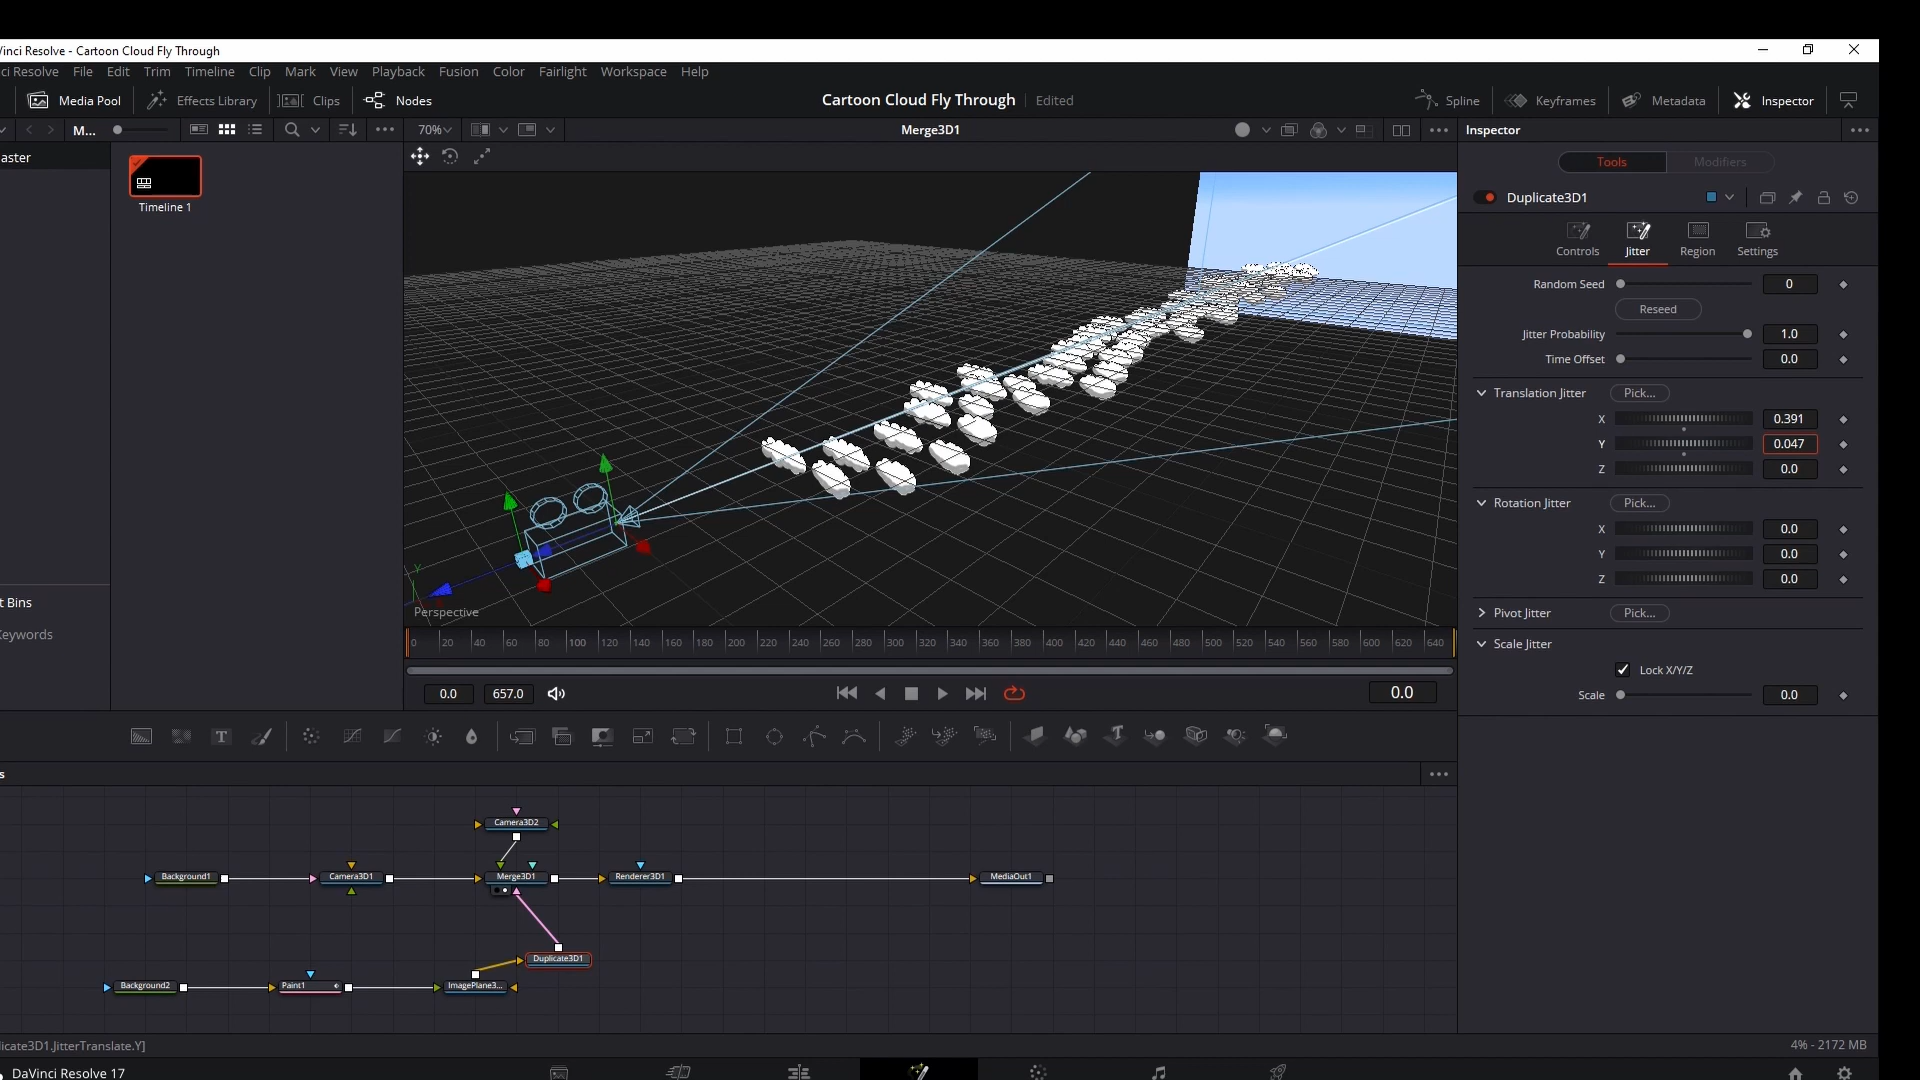 Vinci Resolve - Cartoon Cloud Fly Through
ci Resolve File Edit Trim Timeline Clip Mark View Playback Fusion Color Fairlight Workspace Help
Media Pool Effects Library Clips Nodes Cartoon Cloud Fly Through Edited Spline Keyframes Metadata Inspector
M... 70% Merge3D1 Inspector
aster
Timeline 1
Tools Modifiers
Duplicate3D1
Controls Jitter Region Settings
Random Seed 0
Reseed
Jitter Probability 1.0
Time Offset 0.0
Translation Jitter Pick...
X 0.391
Y 0.047
Z 0.0
Rotation Jitter Pick...
X 0.0
Y 0.0
Z 0.0
Pivot Jitter Pick...
Scale Jitter
Lock X/Y/Z
Scale 0.0
t Bins
Keywords
Y
Perspective
0 20 40 60 80 100 120 140 160 180 200 220 240 260 280 300 320 340 360 380 400 420 440 460 480 500 520 540 560 580 600 620 640
0.0 657.0 0.0
T
s
Camera3D2
Background1 Camera3D1 Merge3D1 Renderer3D1 MediaOut1
Duplicate3D1
Background2 Paint1 ImagePlane3...
licate3D1.JitterTranslate.Y]
4% - 2172 MB
DaVinci Resolve 17